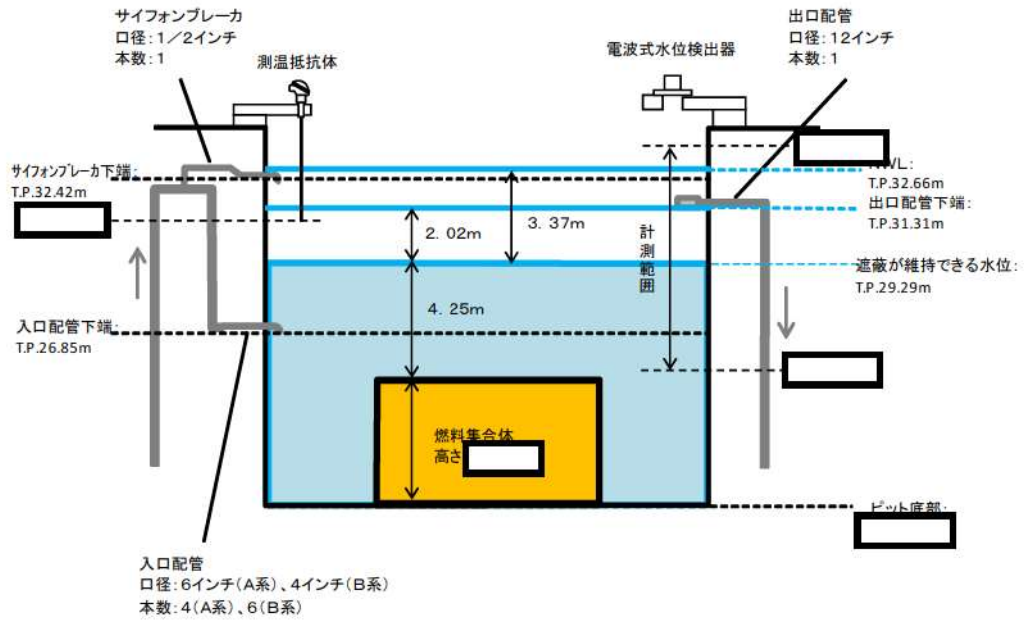 サイフォンブレーカ
口径:1/2インチ
本数:1
測温抵抗体
電波式水位検出器
出口配管
口径:12インチ
本数:1
サイフォンブレーカ下端:
T.P.32.42m
T.P.32.66m
出口配管下端:
T.P.31.31m
2.02m
3.37m
計測範囲
遮蔽が維持できる水位:
T.P.29.29m
4.25m
入口配管下端:
T.P.26.85m
燃料集合体
高さ
ピット底部:
入口配管
口径:6インチ(A系)、4インチ(B系)
本数:4(A系)、6(B系)